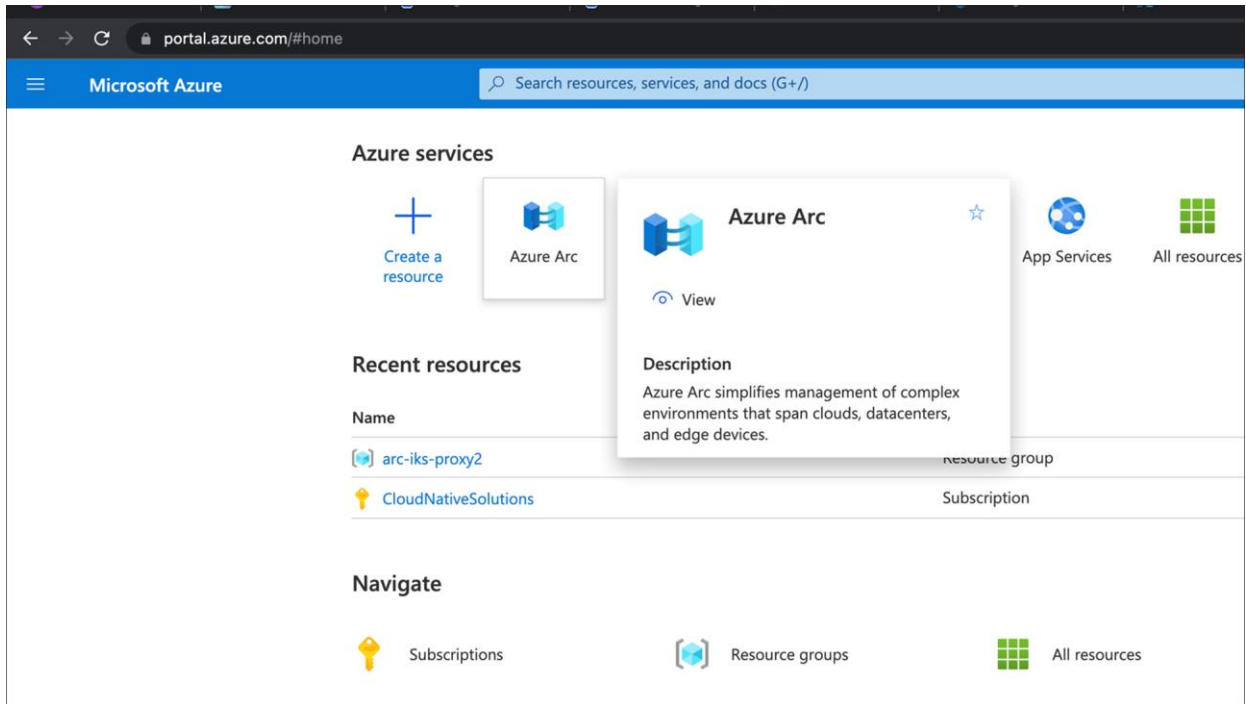 portal.azure.com/#home
Microsoft Azure
Search resources, services, and docs (G+/)
Azure services
Create a
resource
Azure Arc
Azure Arc
View
Description
Azure Arc simplifies management of complex
environments that span clouds, datacenters,
and edge devices.
App Services
All resources
Recent resources
Name
arc-iks-proxy2
Resource group
CloudNativeSolutions
Subscription
Navigate
Subscriptions
Resource groups
All resources